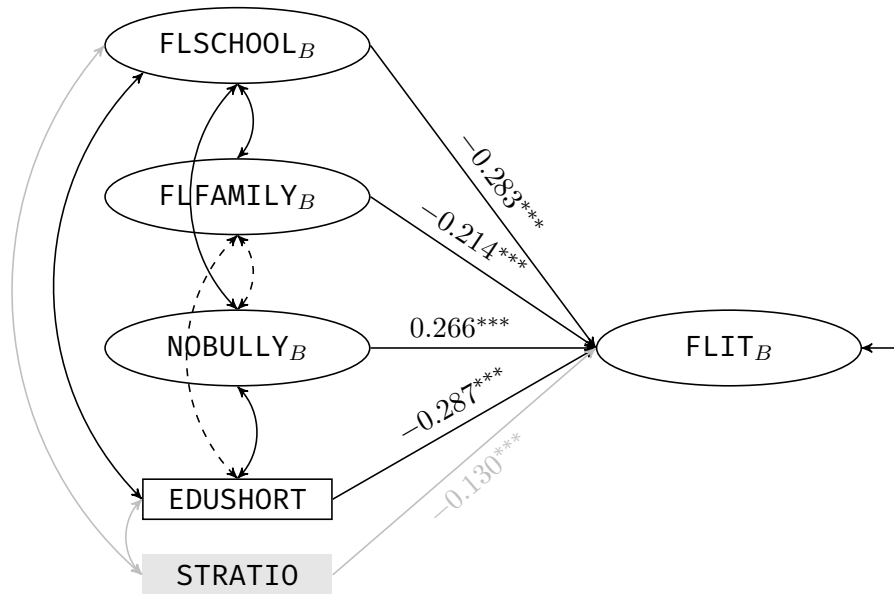 FLSCHOOL_B
−0.283***
FLFAMILY_B
−0.214***
NOBULLY_B
0.266***
FLIT_B
−0.287***
EDUSHORT
−0.130***
STRATIO